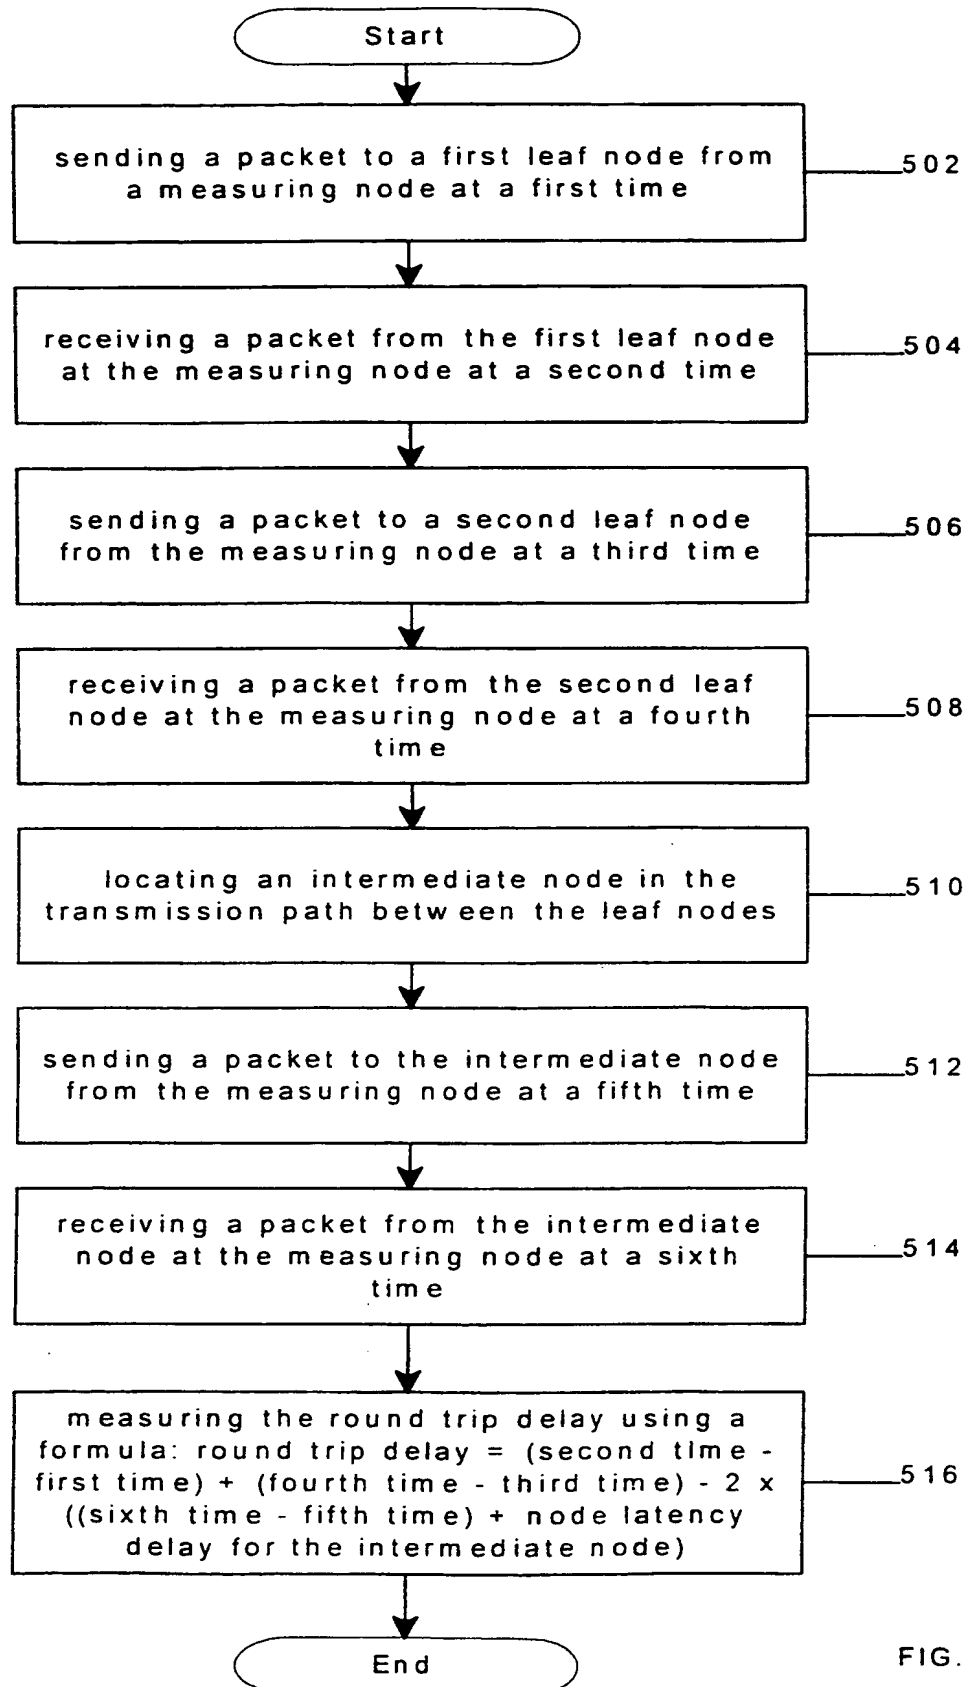 Start
sending a packet to a first leaf node from
a measuring node at a first time
502
receiving a packet from the first leaf node
at the measuring node at a second time
504
sending a packet to a second leaf node
from the measuring node at a third time
506
receiving a packet from the second leaf
node at the measuring node at a fourth
time
508
locating an intermediate node in the
transmission path between the leaf nodes
510
sending a packet to the intermediate node
from the measuring node at a fifth time
512
receiving a packet from the intermediate
node at the measuring node at a sixth
time
514
measuring the round trip delay using a
formula: round trip delay = (second time -
first time) + (fourth time - third time) - 2 x
((sixth time - fifth time) + node latency
delay for the intermediate node)
516
End
FIG.